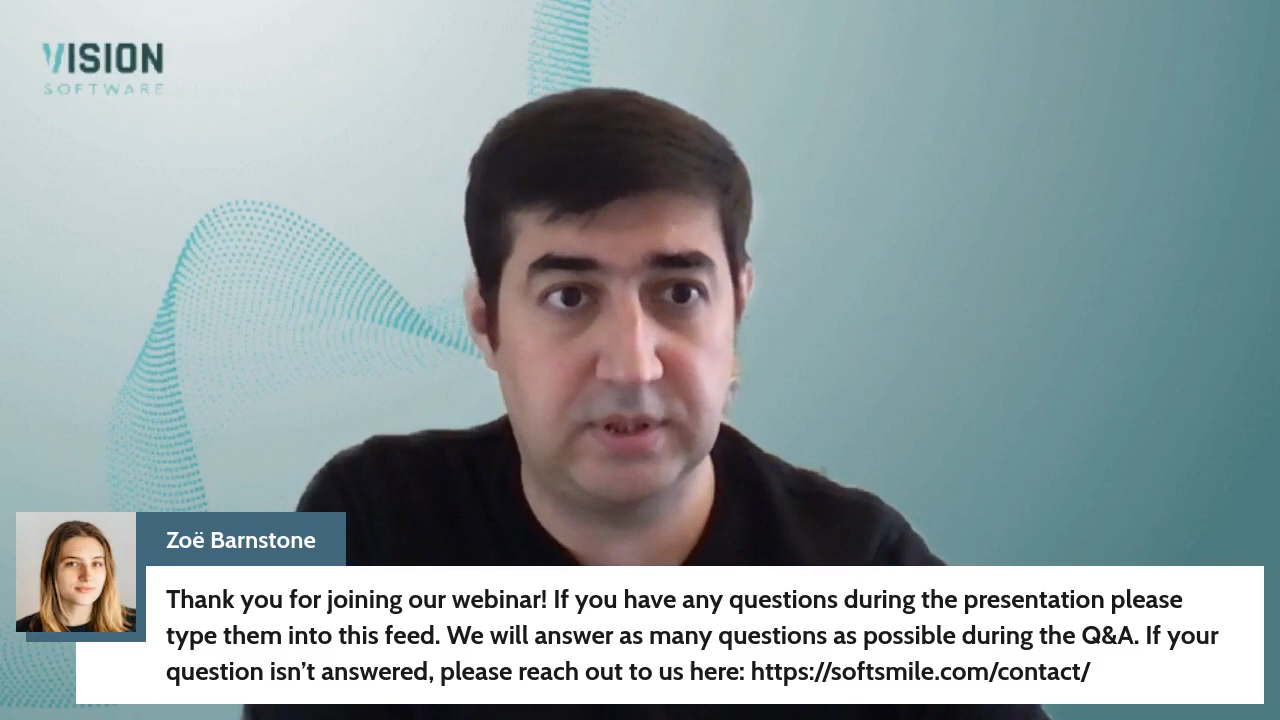 VISION
SOFTWARE
Zoë Barnstone
Thank you for joining our webinar! If you have any questions during the presentation please
type them into this feed. We will answer as many questions as possible during the Q&A. If your
question isn’t answered, please reach out to us here: https://softsmile.com/contact/